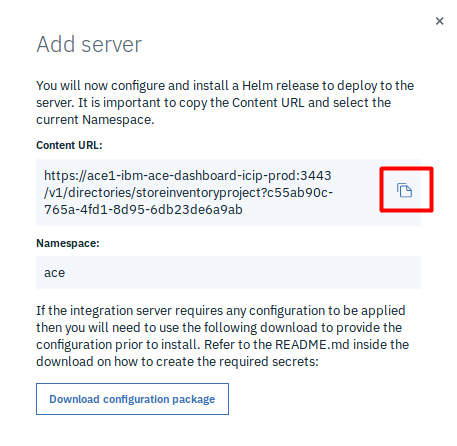 Add server
You will now configure and install a Helm release to deploy to the
server. It is important to copy the Content URL and select the
current Namespace.
Content URL:
https://ace1-ibm-ace-dashboard-icip-prod:3443
/v1/directories/storeinventoryproject?c55ab90c-
765a-4fd1-8d95-6db23de6a9ab
Namespace:
ace
If the integration server requires any configuration to be applied
then you will need to use the following download to provide the
configuration prior to install. Refer to the README.md inside the
download on how to create the required secrets:
Download configuration package